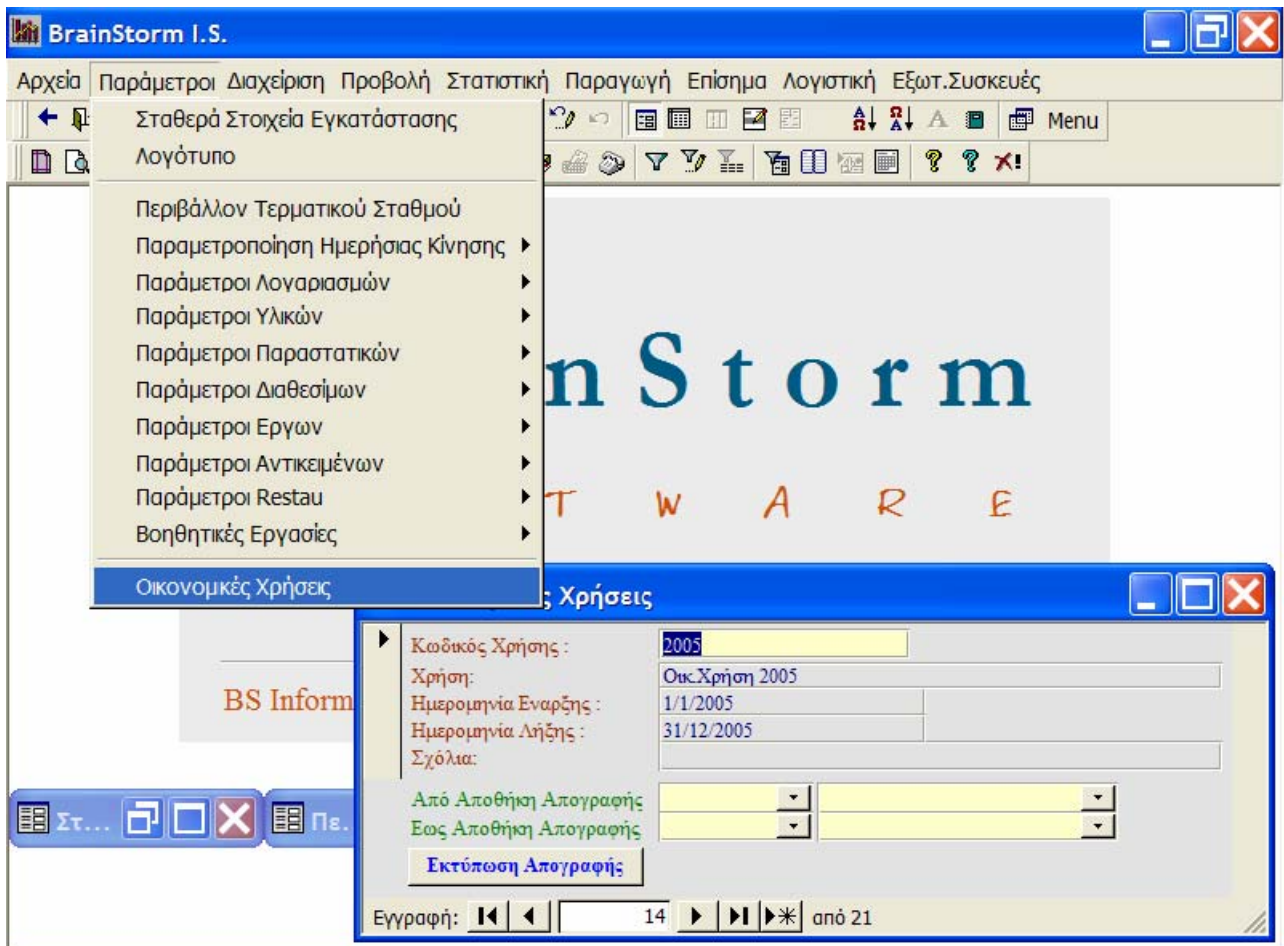 BrainStorm I.S.
Αρχεία Παράμετροι Διαχείριση Προβολή Στατιστική Παραγωγή Επίσημα Λογιστική Εξωτ.Συσκευές
Menu
Σταθερά Στοιχεία Εγκατάστασης
Λογότυπο
Περιβάλλον Τερματικού Σταθμού
Παραμετροποίηση Ημερήσιας Κίνησης
Παράμετροι Λογαριασμών
Παράμετροι Υλικών
Παράμετροι Παραστατικών
Παράμετροι Διαθεσίμων
Παράμετροι Εργων
Παράμετροι Αντικειμένων
Παράμετροι Restau
Βοηθητικές Εργασίες
Οικονομκές Χρήσεις
n S t o r m
T W A R E
BS Inform
ς Χρήσεις
Κωδικός Χρήσης : 2005
Χρήση: Οικ.Χρήση 2005
Ημερομηνία Εναρξης : 1/1/2005
Ημερομηνία Λήξης : 31/12/2005
Σχόλια:
Από Αποθήκη Απογραφής
Εως Αποθήκη Απογραφής
Εκτύπωση Απογραφής
Εγγραφή: 14 από 21
Στ...
Πε.